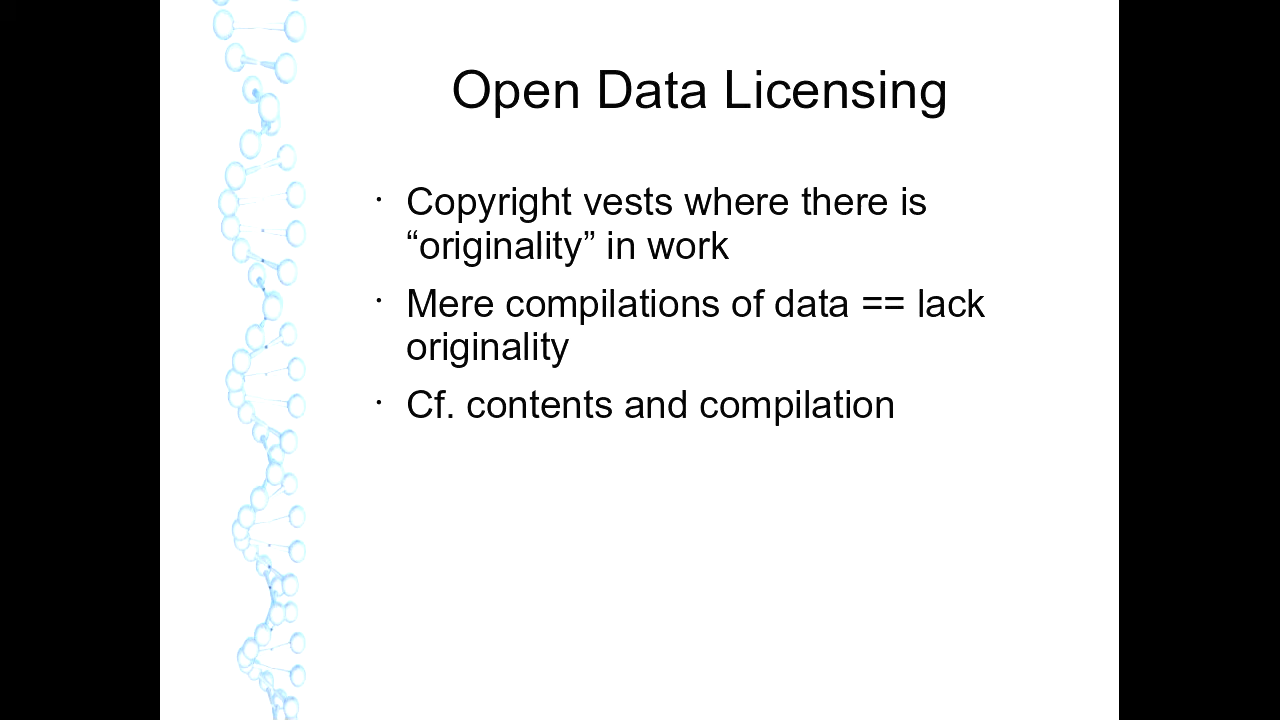 Open Data Licensing
· Copyright vests where there is
“originality” in work
· Mere compilations of data == lack
originality
· Cf. contents and compilation